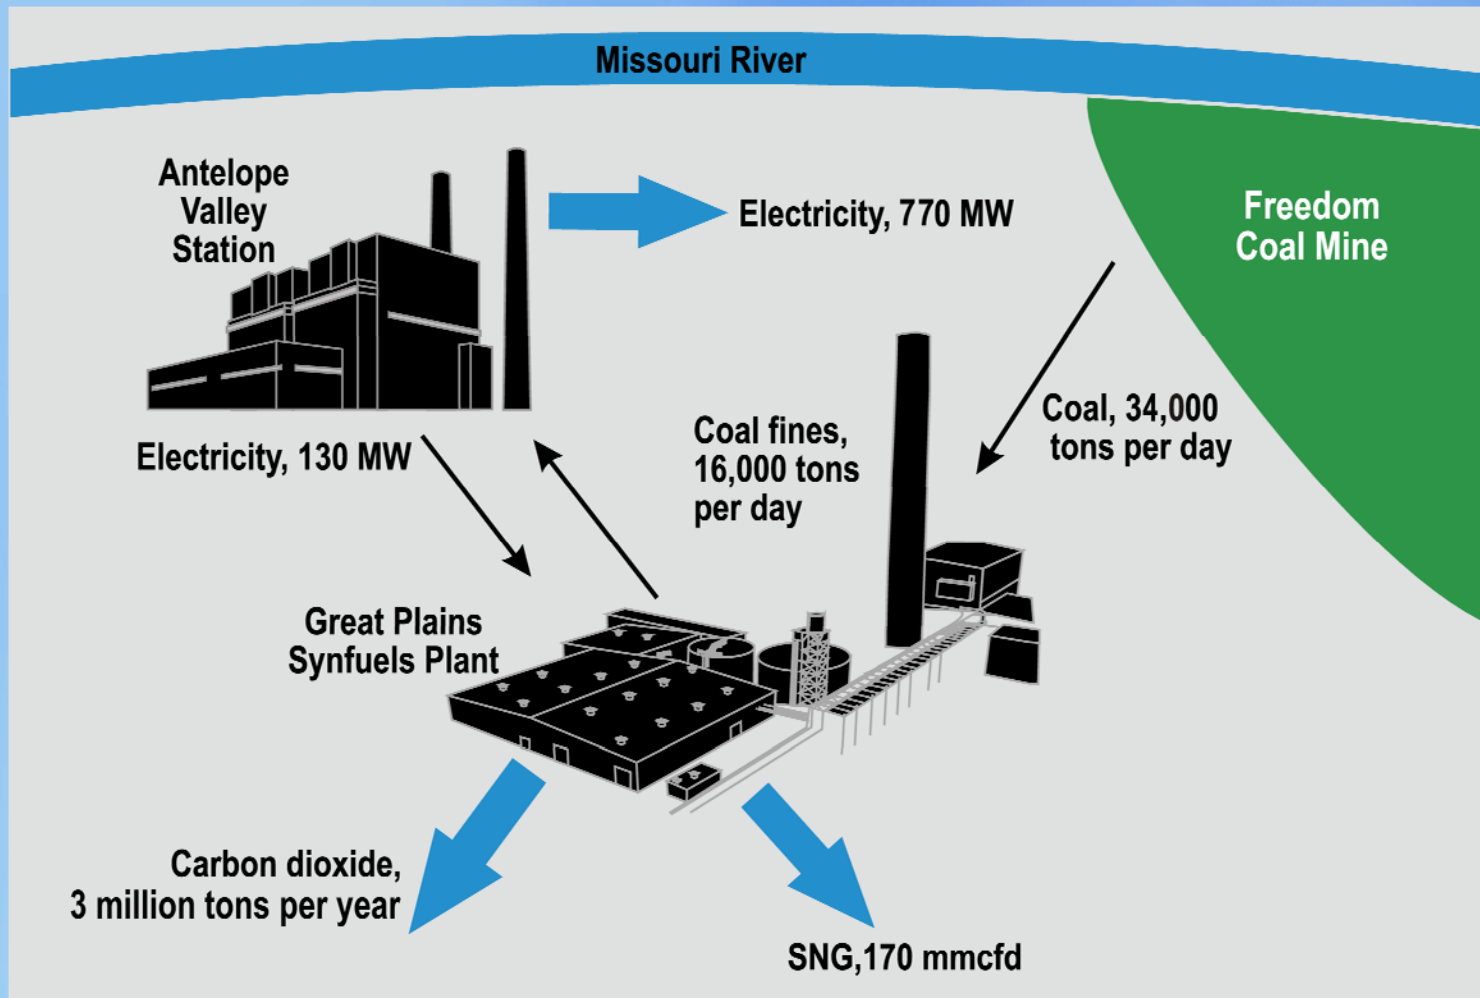 Missouri River
Antelope
Valley
Station
Electricity, 770 MW
Freedom
Coal Mine
Coal, 34,000
tons per day
Coal fines,
16,000 tons
per day
Electricity, 130 MW
Great Plains
Synfuels Plant
Carbon dioxide,
3 million tons per year
SNG,170 mmcfd